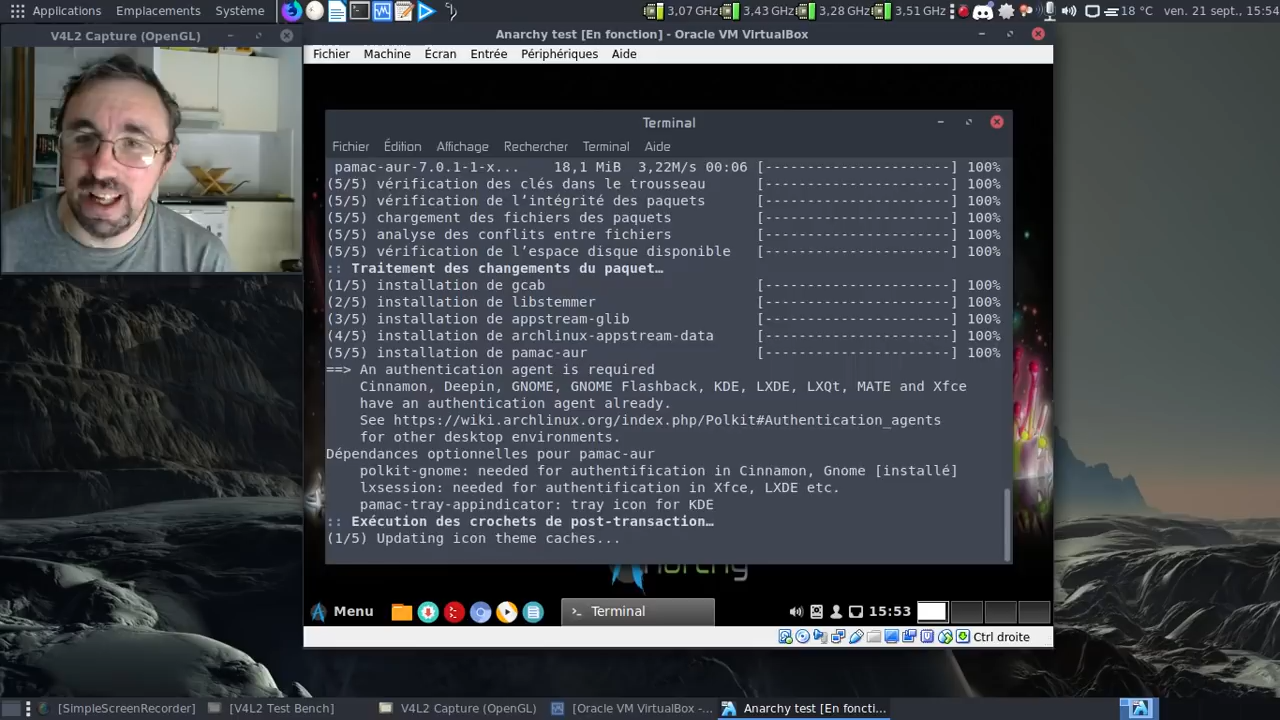 Applications Emplacements Système
3,07 GHz 3,43 GHz 3,28 GHz 3,51 GHz 18 °C ven. 21 sept., 15:54
V4L2 Capture (OpenGL)
Anarchy test [En fonction] - Oracle VM VirtualBox
Fichier Machine Écran Entrée Périphériques Aide
Terminal
Fichier Édition Affichage Rechercher Terminal Aide
pamac-aur-7.0.1-1-x... 18,1 MiB 3,22M/s 00:06 [----------------------] 100%
(5/5) vérification des clés dans le trousseau [----------------------] 100%
(5/5) vérification de l’intégrité des paquets [----------------------] 100%
(5/5) chargement des fichiers des paquets [----------------------] 100%
(5/5) analyse des conflits entre fichiers [----------------------] 100%
(5/5) vérification de l’espace disque disponible [----------------------] 100%
:: Traitement des changements du paquet…
(1/5) installation de gcab [----------------------] 100%
(2/5) installation de libstemmer [----------------------] 100%
(3/5) installation de appstream-glib [----------------------] 100%
(4/5) installation de archlinux-appstream-data [----------------------] 100%
(5/5) installation de pamac-aur [----------------------] 100%
==> An authentication agent is required
Cinnamon, Deepin, GNOME, GNOME Flashback, KDE, LXDE, LXQt, MATE and Xfce
have an authentication agent already.
See https://wiki.archlinux.org/index.php/Polkit#Authentication_agents
for other desktop environments.
Dépendances optionnelles pour pamac-aur
polkit-gnome: needed for authentification in Cinnamon, Gnome [installé]
lxsession: needed for authentification in Xfce, LXDE etc.
pamac-tray-appindicator: tray icon for KDE
:: Exécution des crochets de post-transaction…
(1/5) Updating icon theme caches...
Menu Terminal 15:53
Ctrl droite
[SimpleScreenRecorder] [V4L2 Test Bench] V4L2 Capture (OpenGL) [Oracle VM VirtualBox -... Anarchy test [En foncti...